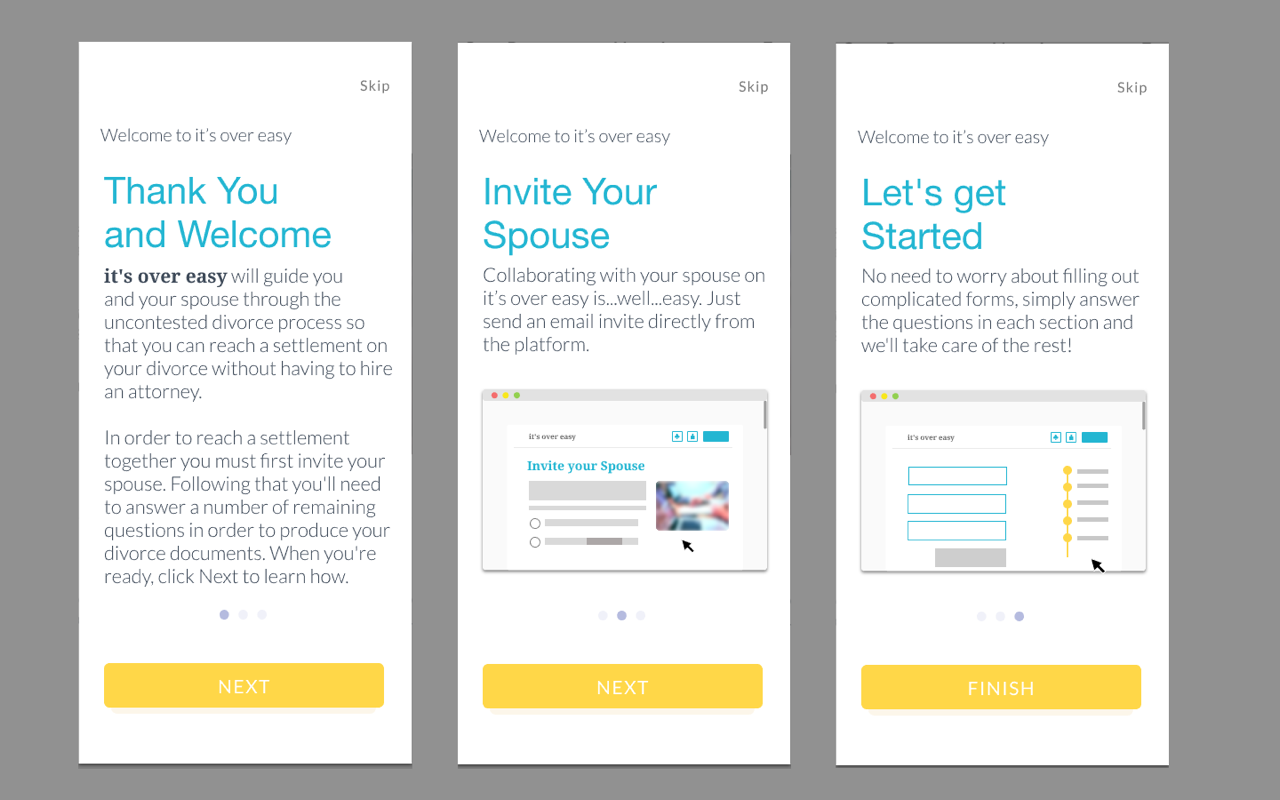 Skip
Welcome to it’s over easy
Thank You
and Welcome
it's over easy will guide you
and your spouse through the
uncontested divorce process so
that you can reach a settlement on
your divorce without having to hire
an attorney.
In order to reach a settlement
together you must first invite your
spouse. Following that you'll need
to answer a number of remaining
questions in order to produce your
divorce documents. When you're
ready, click Next to learn how.
NEXT
Skip
Welcome to it’s over easy
Invite Your
Spouse
Collaborating with your spouse on
it’s over easy is...well...easy. Just
send an email invite directly from
the platform.
it's over easy
Invite your Spouse
NEXT
Skip
Welcome to it’s over easy
Let's get
Started
No need to worry about filling out
complicated forms, simply answer
the questions in each section and
we'll take care of the rest!
it's over easy
FINISH